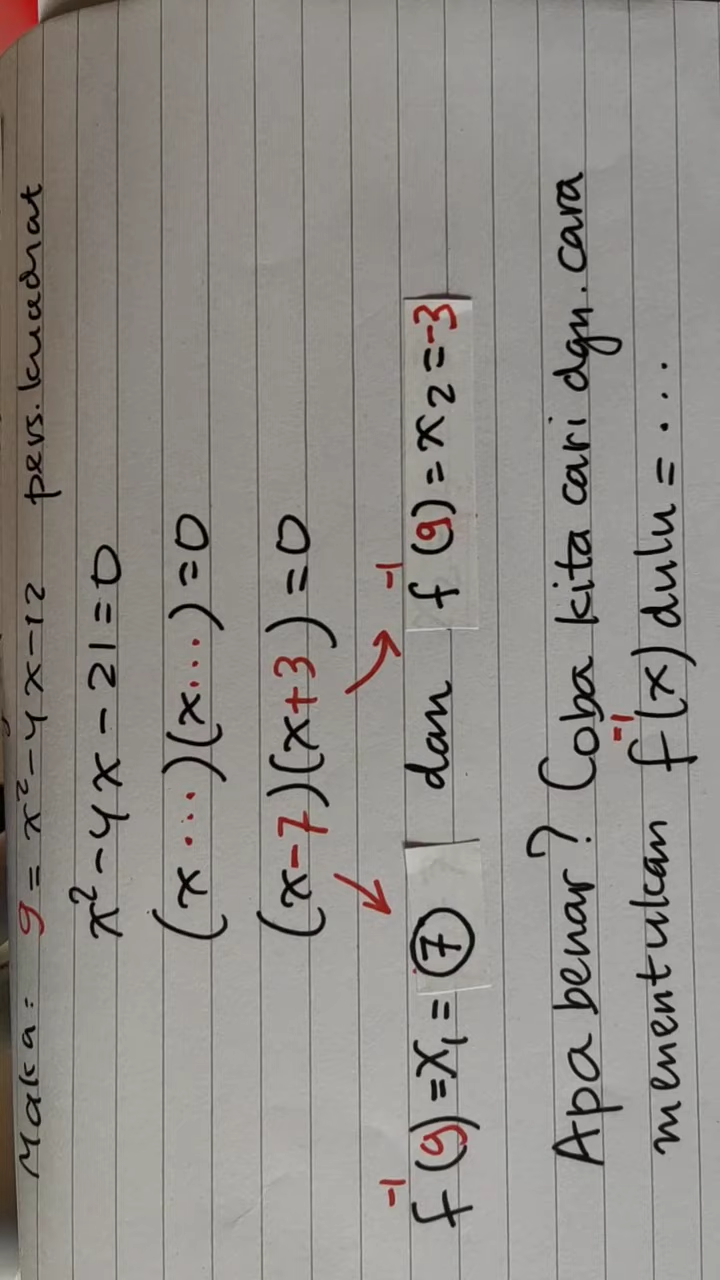 Maka: 9 = x² - 4x - 12 pers. kuadrat
x² - 4x - 21 = 0
(x...)(x...) = 0
(x-7)(x+3) = 0
f⁻¹(9) = x₁ = 7 dan f⁻¹(9) = x₂ = -3
Apa benar? Coba kita cari dgn. cara
menentukan f⁻¹(x) dulu = ...